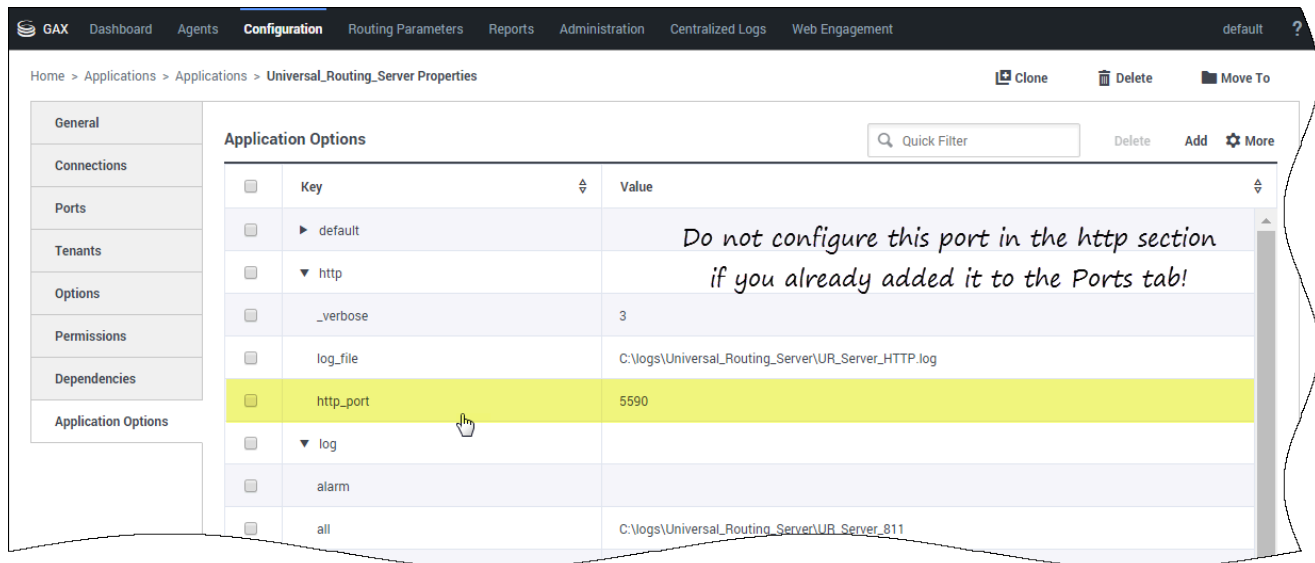 GAX Dashboard Agents Configuration Routing Parameters Reports Administration Centralized Logs Web Engagement default ?
Home > Applications > Applications > Universal_Routing_Server Properties Clone Delete Move To
General
Connections
Ports
Tenants
Options
Permissions
Dependencies
Application Options
Application Options Quick Filter Delete Add More
Key Value
default
Do not configure this port in the http section
if you already added it to the Ports tab!
http
_verbose 3
log_file C:\logs\Universal_Routing_Server\UR_Server_HTTP.log
http_port 5590
log
alarm
all C:\logs\Universal_Routing_Server\UR_Server_811